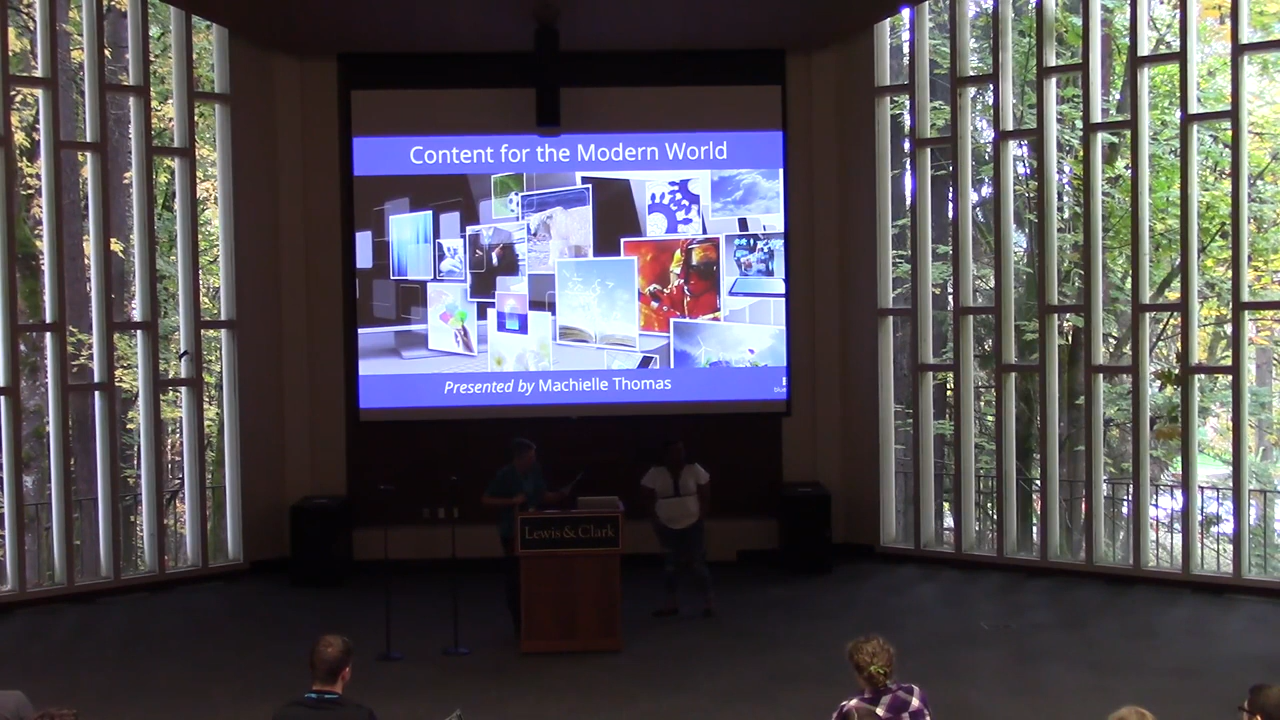 Content for the Modern World
Presented by Machielle Thomas
Lewis & Clark